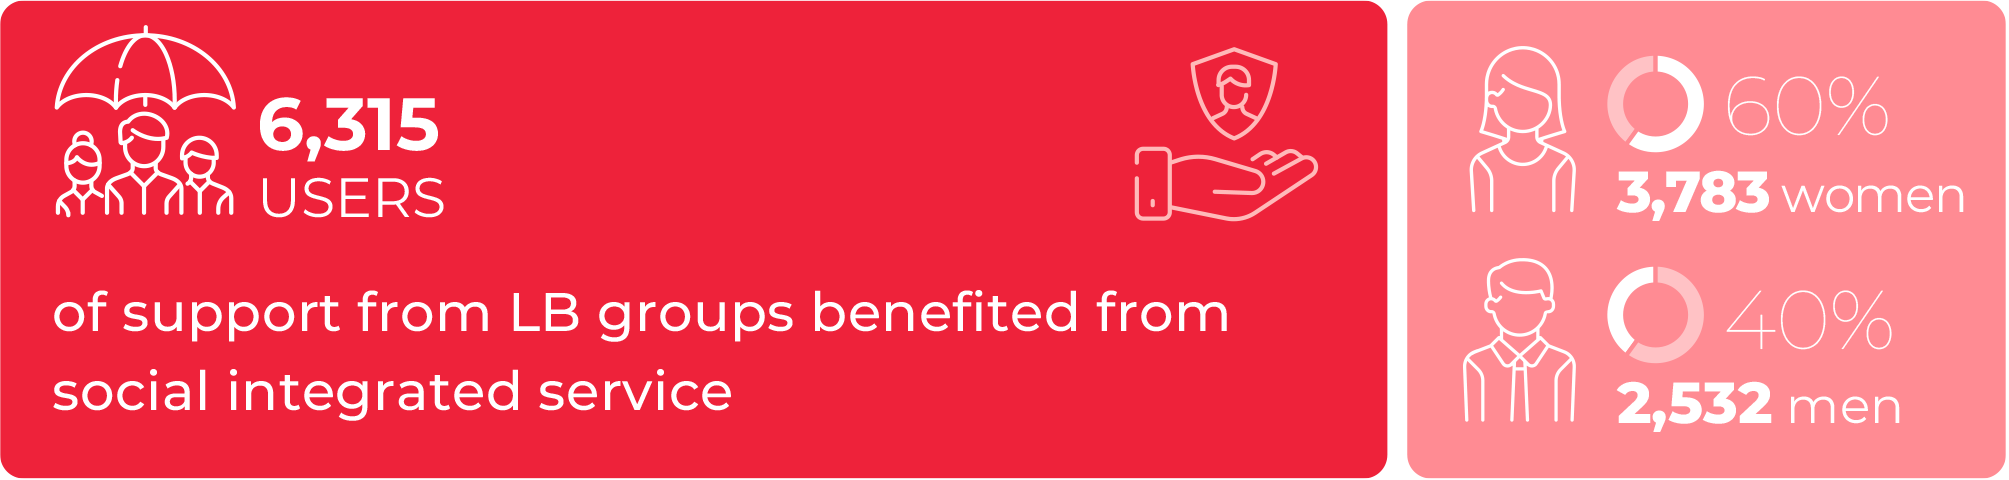 6,315
USERS
of support from LB groups benefited from
social integrated service
60%
3,783 women
40%
2,532 men